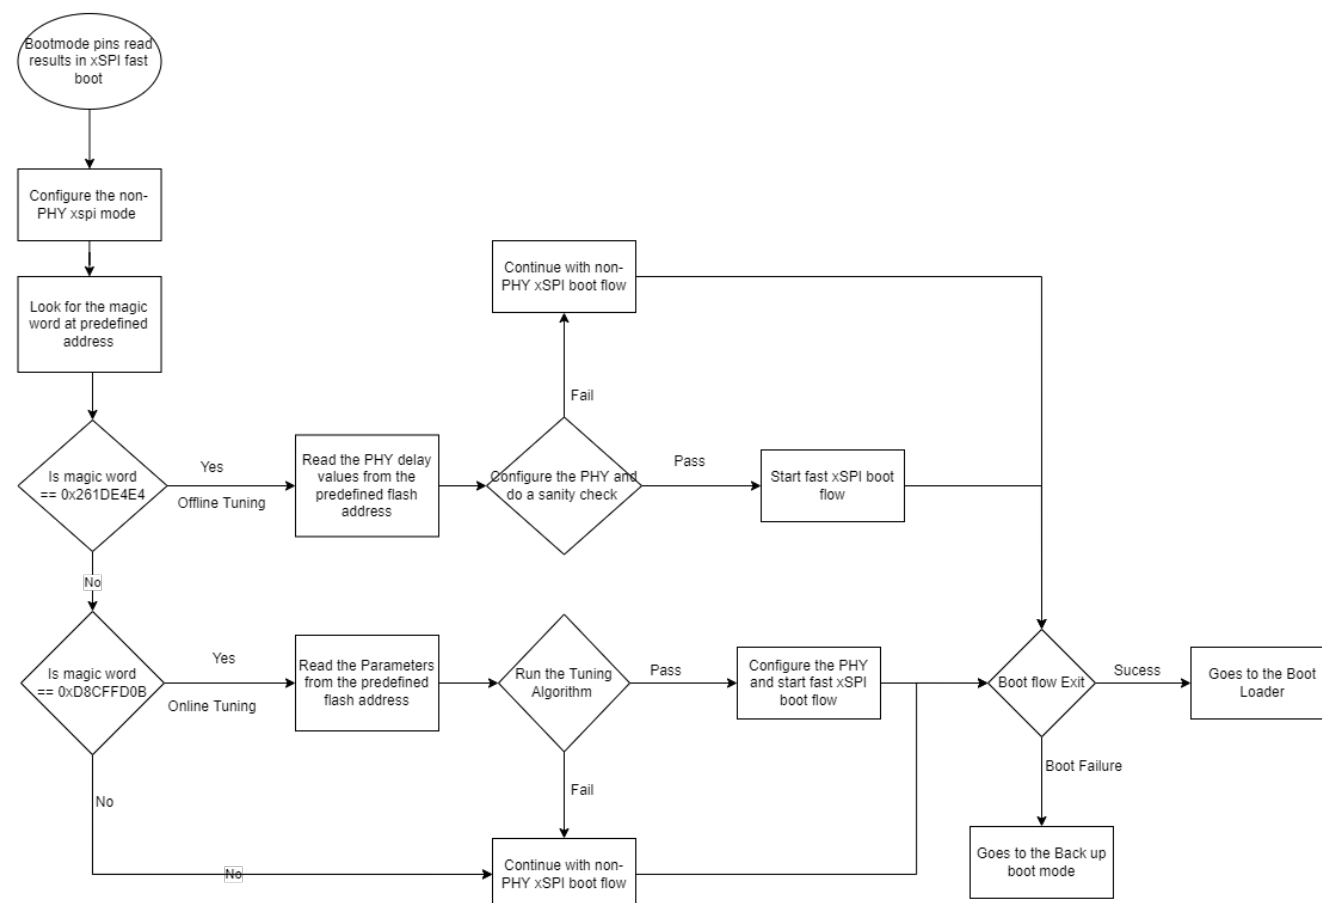 Bootmode pins read
results in xSPI fast
boot
Configure the non-
PHY xspi mode
Look for the magic
word at predefined
address
Continue with non-
PHY xSPI boot flow
Fail
Is magic word
== 0x261DE4E4
Yes
Offline Tuning
Read the PHY delay
values from the
predefined flash
address
Configure the PHY and
do a sanity check
Pass
Start fast xSPI boot
flow
No
Is magic word
== 0xD8CFFD0B
Yes
Online Tuning
Read the Parameters
from the predefined
flash address
Run the Tuning
Algorithm
Pass
Configure the PHY
and start fast xSPI
boot flow
Boot flow Exit
Sucess
Goes to the Boot
Loader
Boot Failure
Goes to the Back up
boot mode
Fail
No
No
Continue with non-
PHY xSPI boot flow